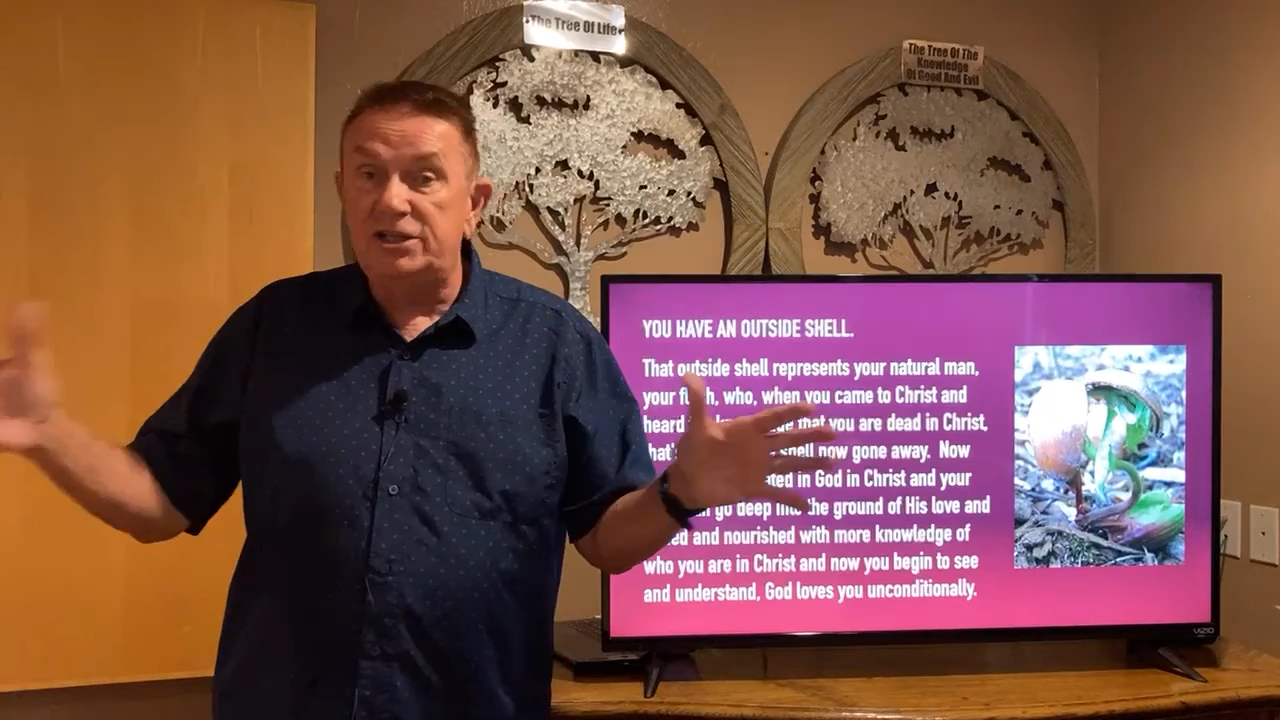 •The Tree Of Life•
The Tree Of The
Knowledge
Of Good And Evil
YOU HAVE AN OUTSIDE SHELL.
That outside shell represents your natural man,
your who, when you came to Christ and
heard that you are dead in Christ,
shell now gone away. Now
in God in Christ and your
go deep into the ground of His love and
and nourished with more knowledge of
who you are in Christ and now you begin to see
and understand, God loves you unconditionally.
VIZIO